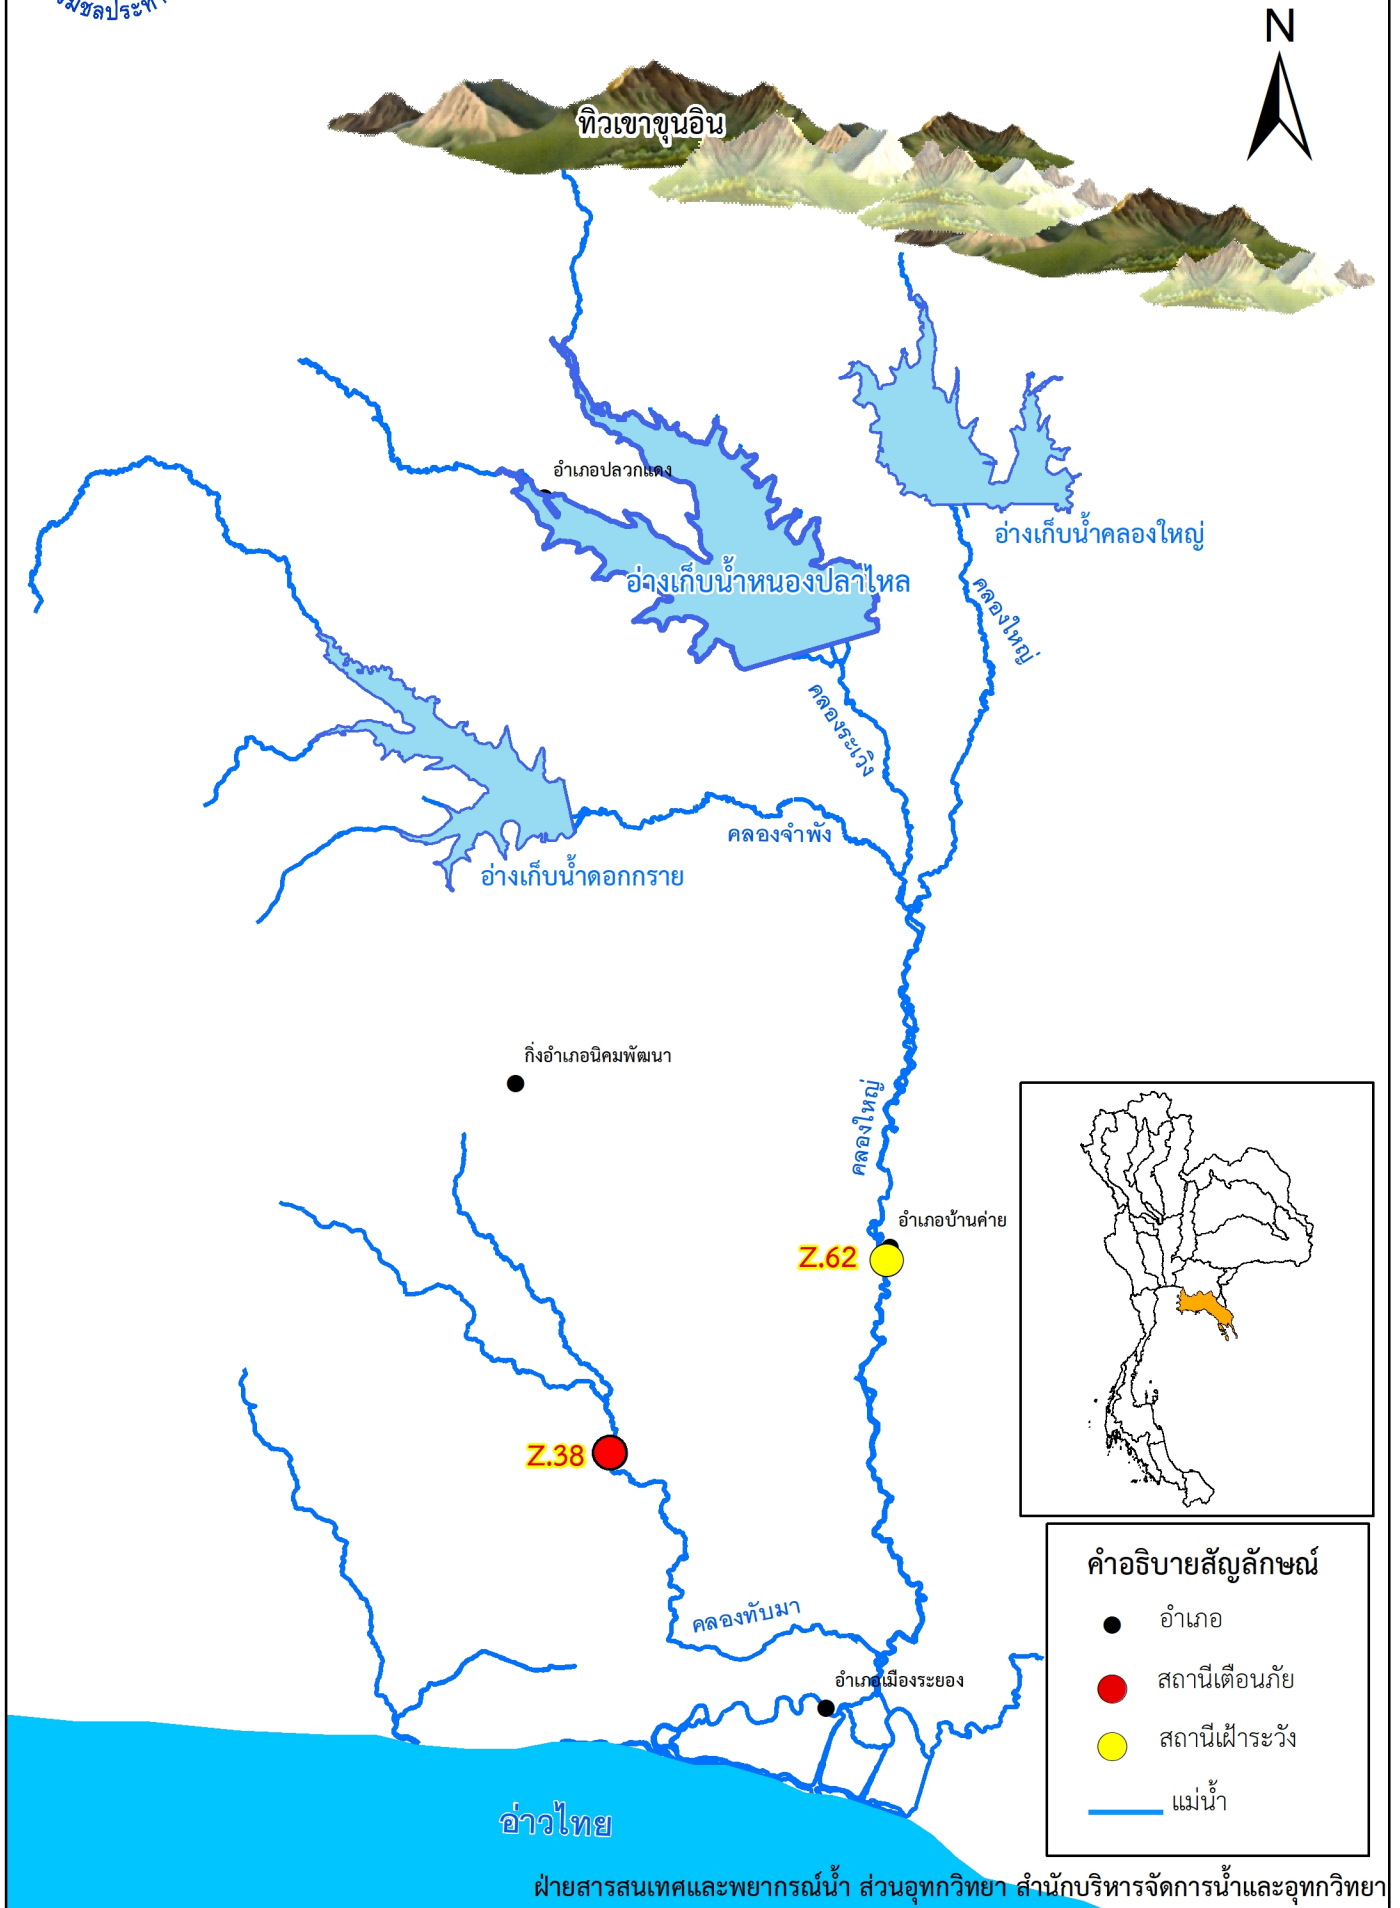 N
ทิวเขาขุนอิน
อำเภอปลวกแดง
อ่างเก็บน้ำคลองใหญ่
อ่างเก็บน้ำหนองปลาไหล
คลองใหญ่
คลองระเวิง
คลองจำพัง
อ่างเก็บน้ำดอกกราย
กิ่งอำเภอนิคมพัฒนา
คลองใหญ่
อำเภอบ้านค่าย
Z.62
Z.38
คำอธิบายสัญลักษณ์
อำเภอ
สถานีเตือนภัย
สถานีเฝ้าระวัง
แม่น้ำ
คลองทับมา
อำเภอเมืองระยอง
อ่าวไทย
ฝ่ายสารสนเทศและพยากรณ์น้ำ ส่วนอุทกวิทยา สำนักบริหารจัดการน้ำและอุทกวิทยา